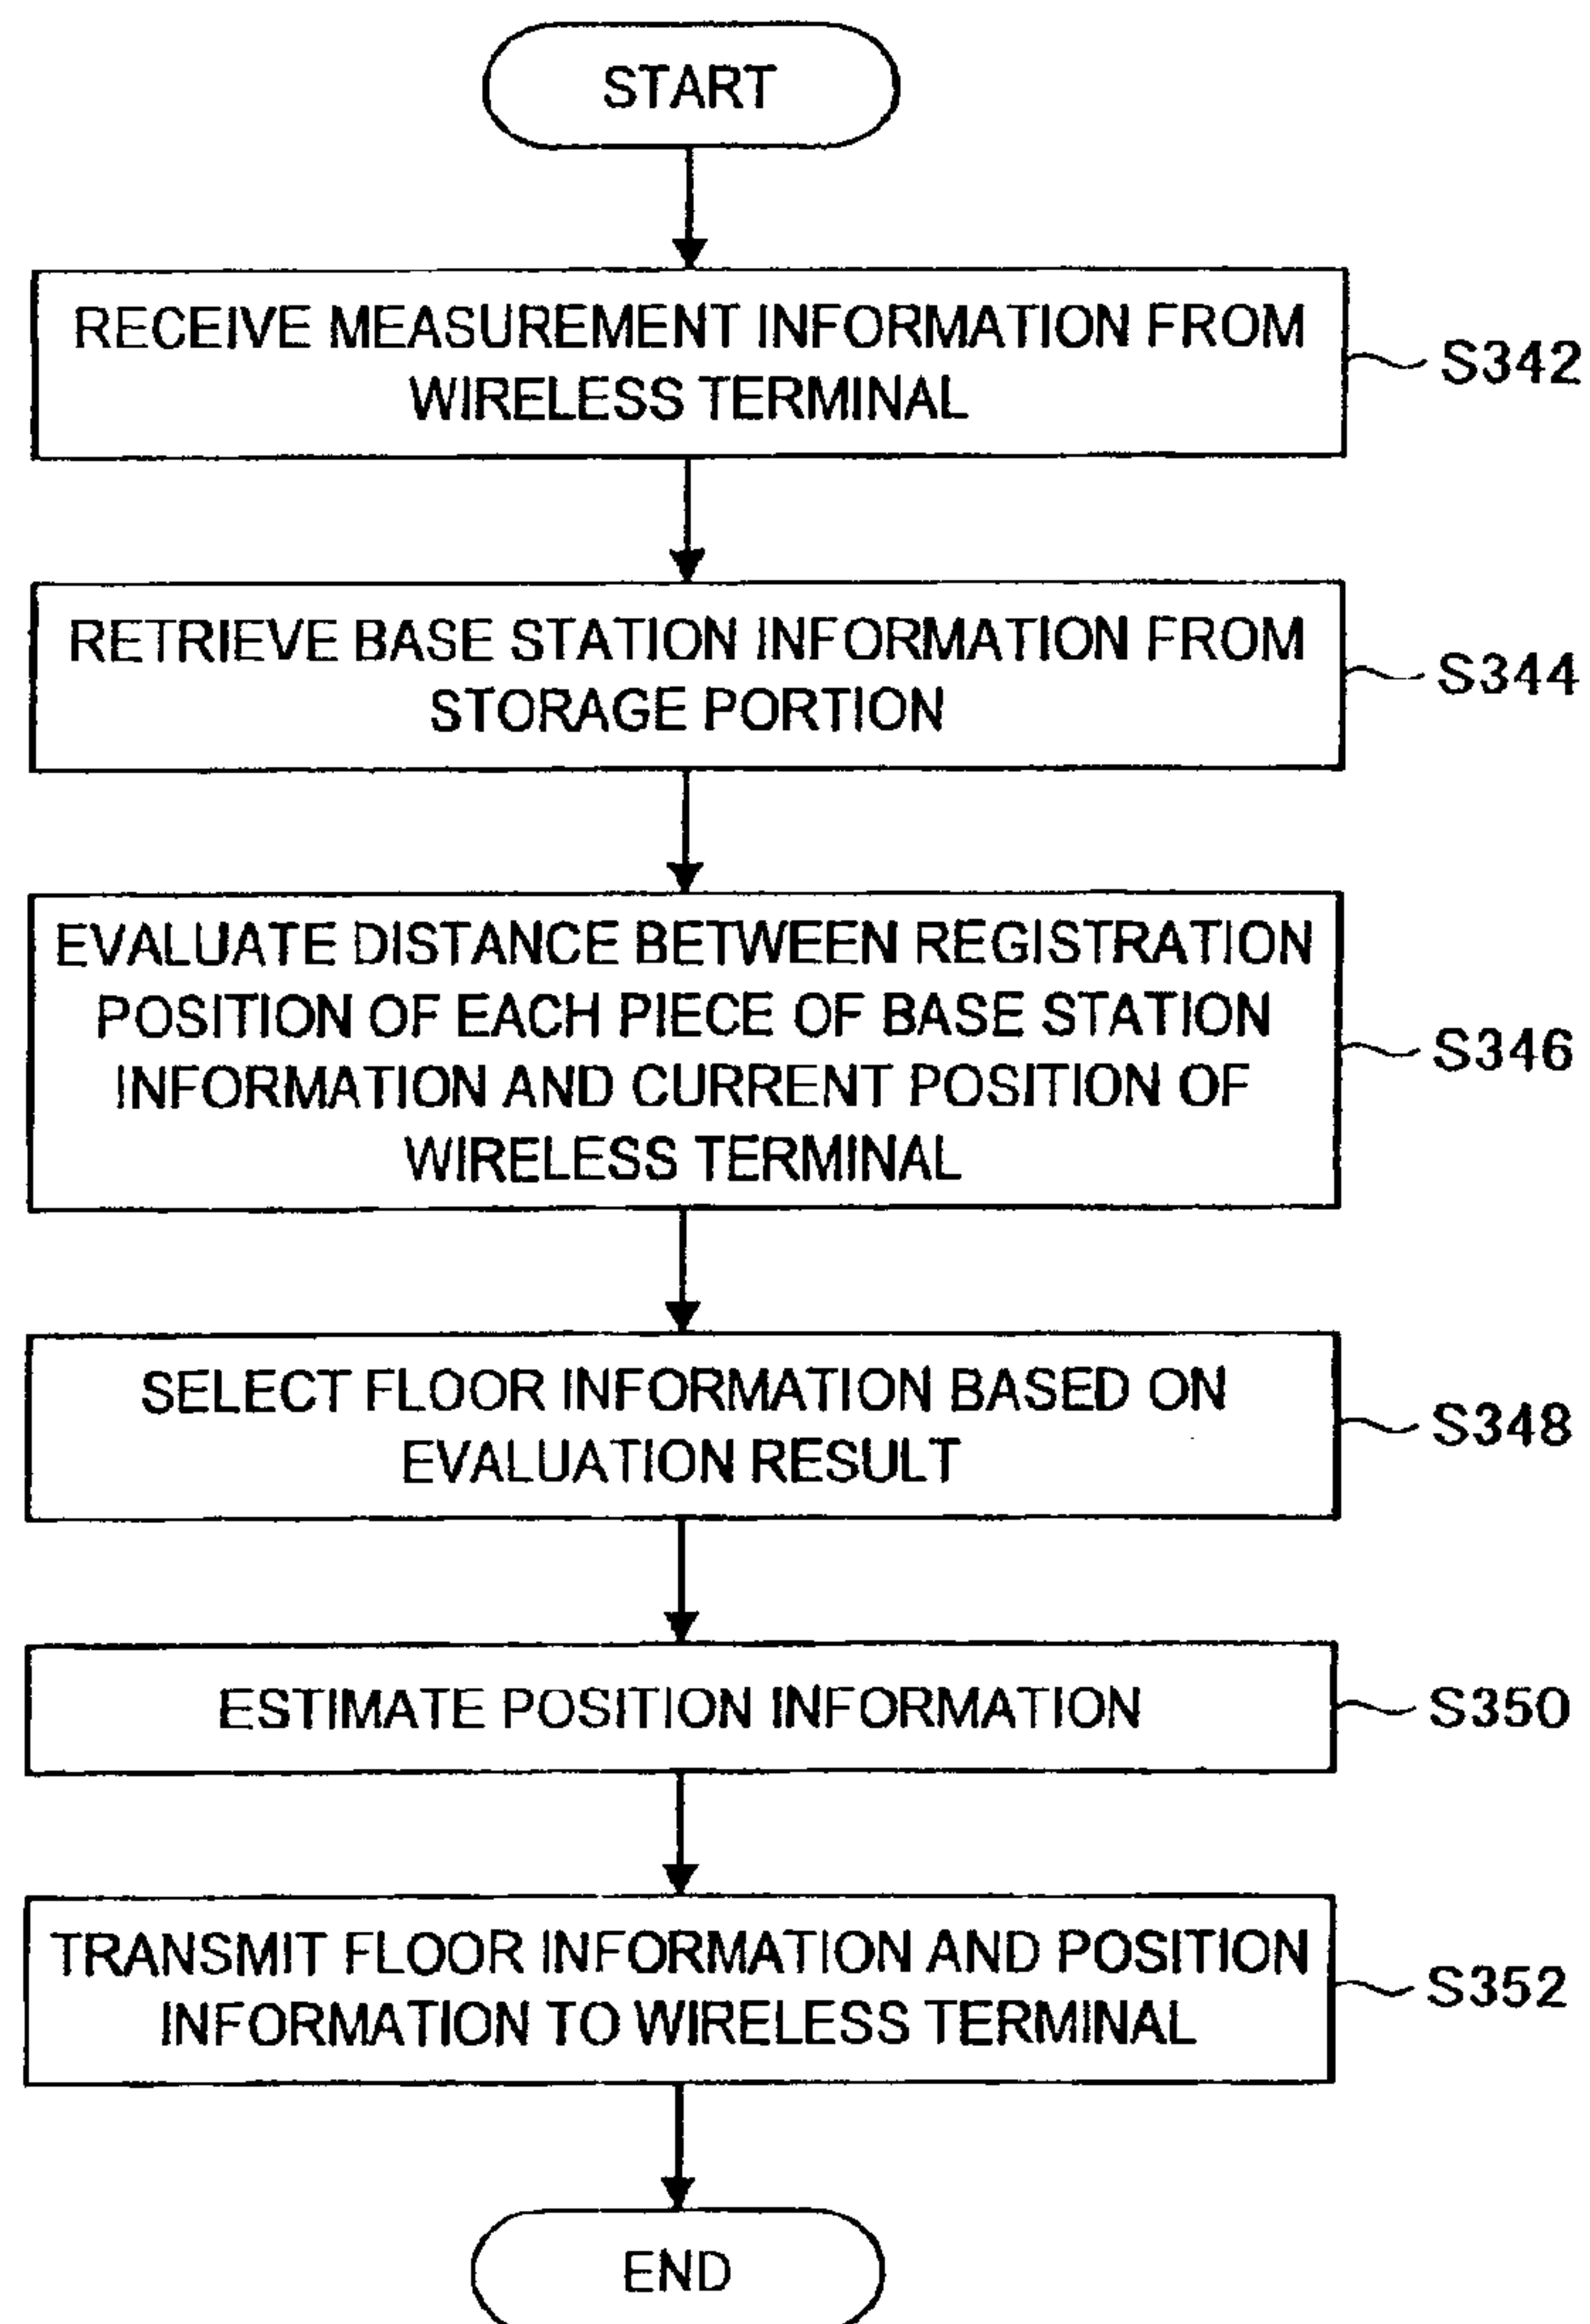 START
RECEIVE MEASUREMENT INFORMATION FROM
WIRELESS TERMINAL
S342
RETRIEVE BASE STATION INFORMATION FROM
STORAGE PORTION
S344
EVALUATE DISTANCE BETWEEN REGISTRATION
POSITION OF EACH PIECE OF BASE STATION
INFORMATION AND CURRENT POSITION OF
WIRELESS TERMINAL
S346
SELECT FLOOR INFORMATION BASED ON
EVALUATION RESULT
S348
ESTIMATE POSITION INFORMATION
S350
TRANSMIT FLOOR INFORMATION AND POSITION
INFORMATION TO WIRELESS TERMINAL
S352
END